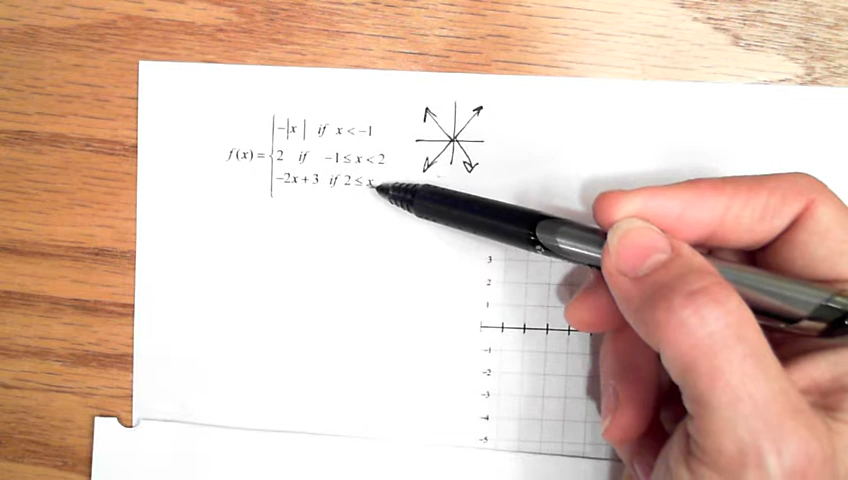 −|x | if x < −1
f(x) = 2 if −1 ≤ x < 2
−2x + 3 if 2 ≤ x
3
2
1
−1
−2
−3
−4
−5